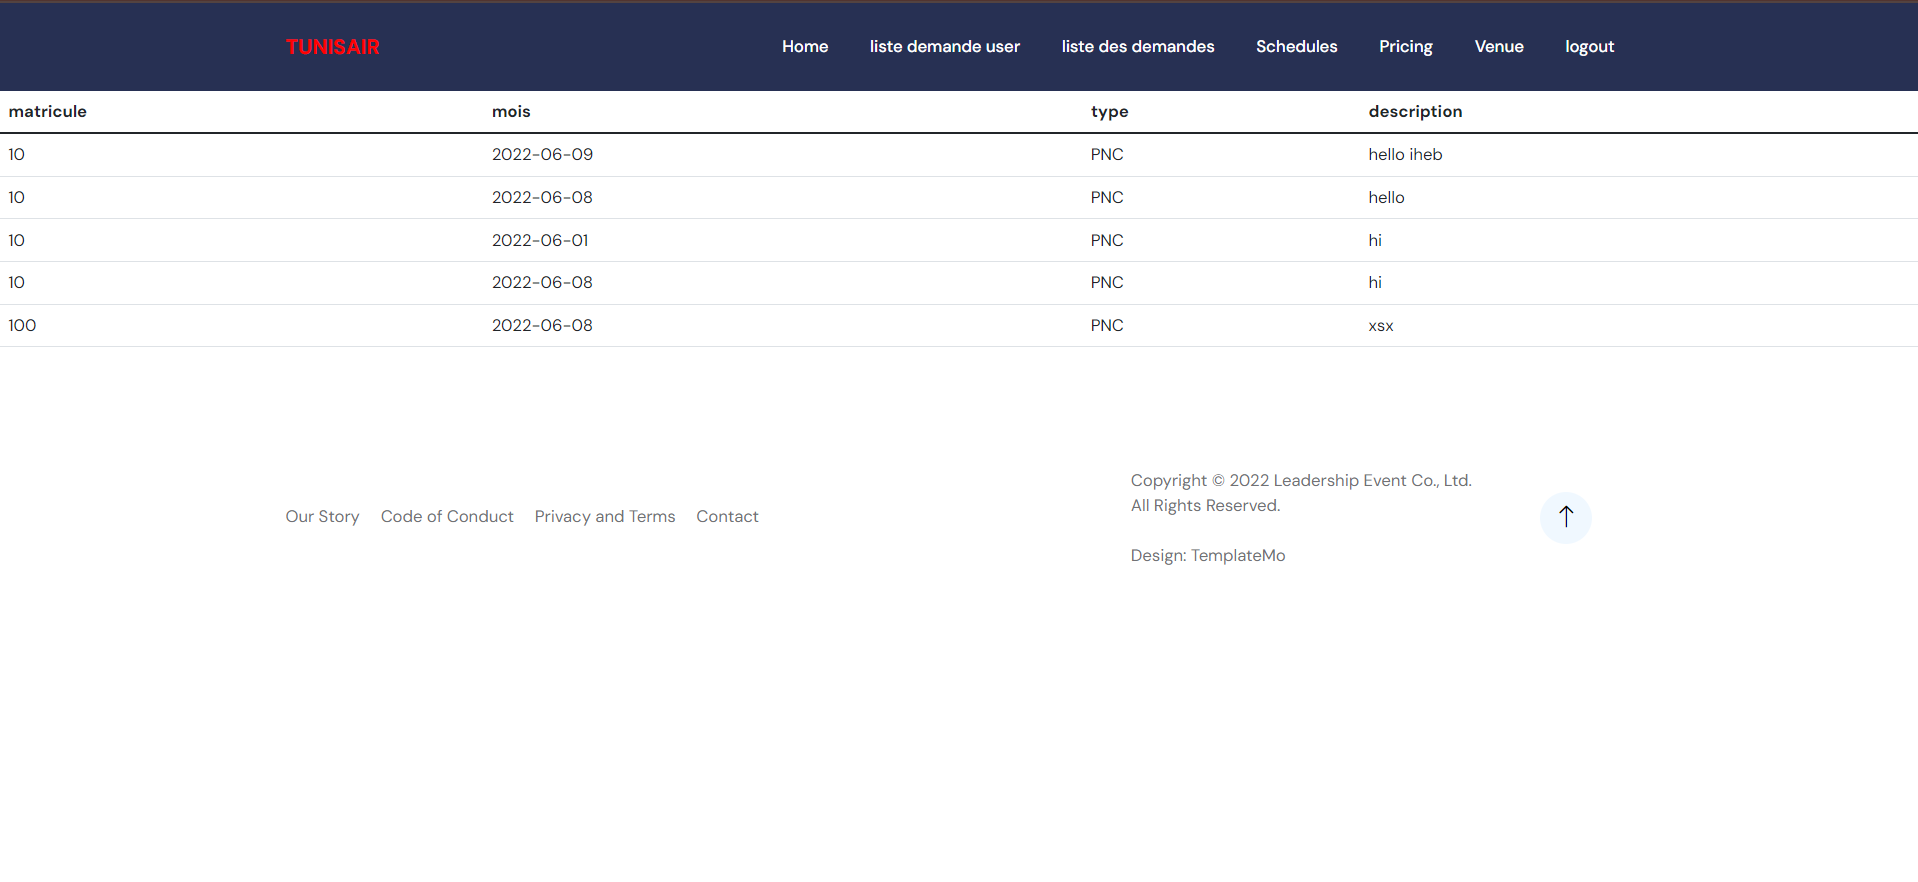 TUNISAIR Home liste demande user liste des demandes Schedules Pricing Venue logout
matricule mois type description
10 2022-06-09 PNC hello iheb
10 2022-06-08 PNC hello
10 2022-06-01 PNC hi
10 2022-06-08 PNC hi
100 2022-06-08 PNC xsx
Our Story Code of Conduct Privacy and Terms Contact
Copyright © 2022 Leadership Event Co., Ltd.
All Rights Reserved.
Design: TemplateMo